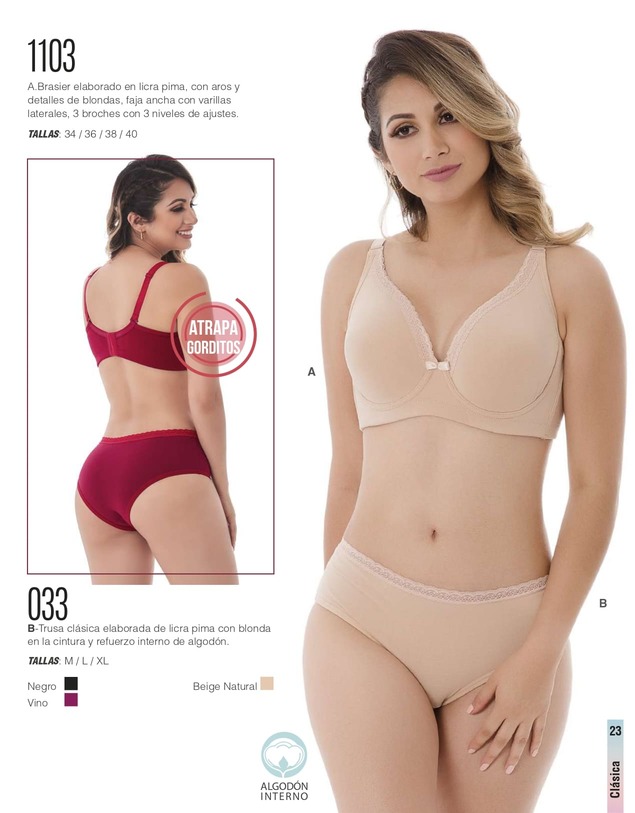 1103
A.Brasier elaborado en licra pima, con aros y
detalles de blondas, faja ancha con varillas
laterales, 3 broches con 3 niveles de ajustes.
TALLAS: 34 / 36 / 38 / 40
ATRAPA
GORDITOS
A
033
B-Trusa clásica elaborada de licra pima con blonda
en la cintura y refuerzo interno de algodón.
B
TALLAS: M / L / XL
Negro
Beige Natural
Vino
23
Clásica
ALGODÓN
INTERNO